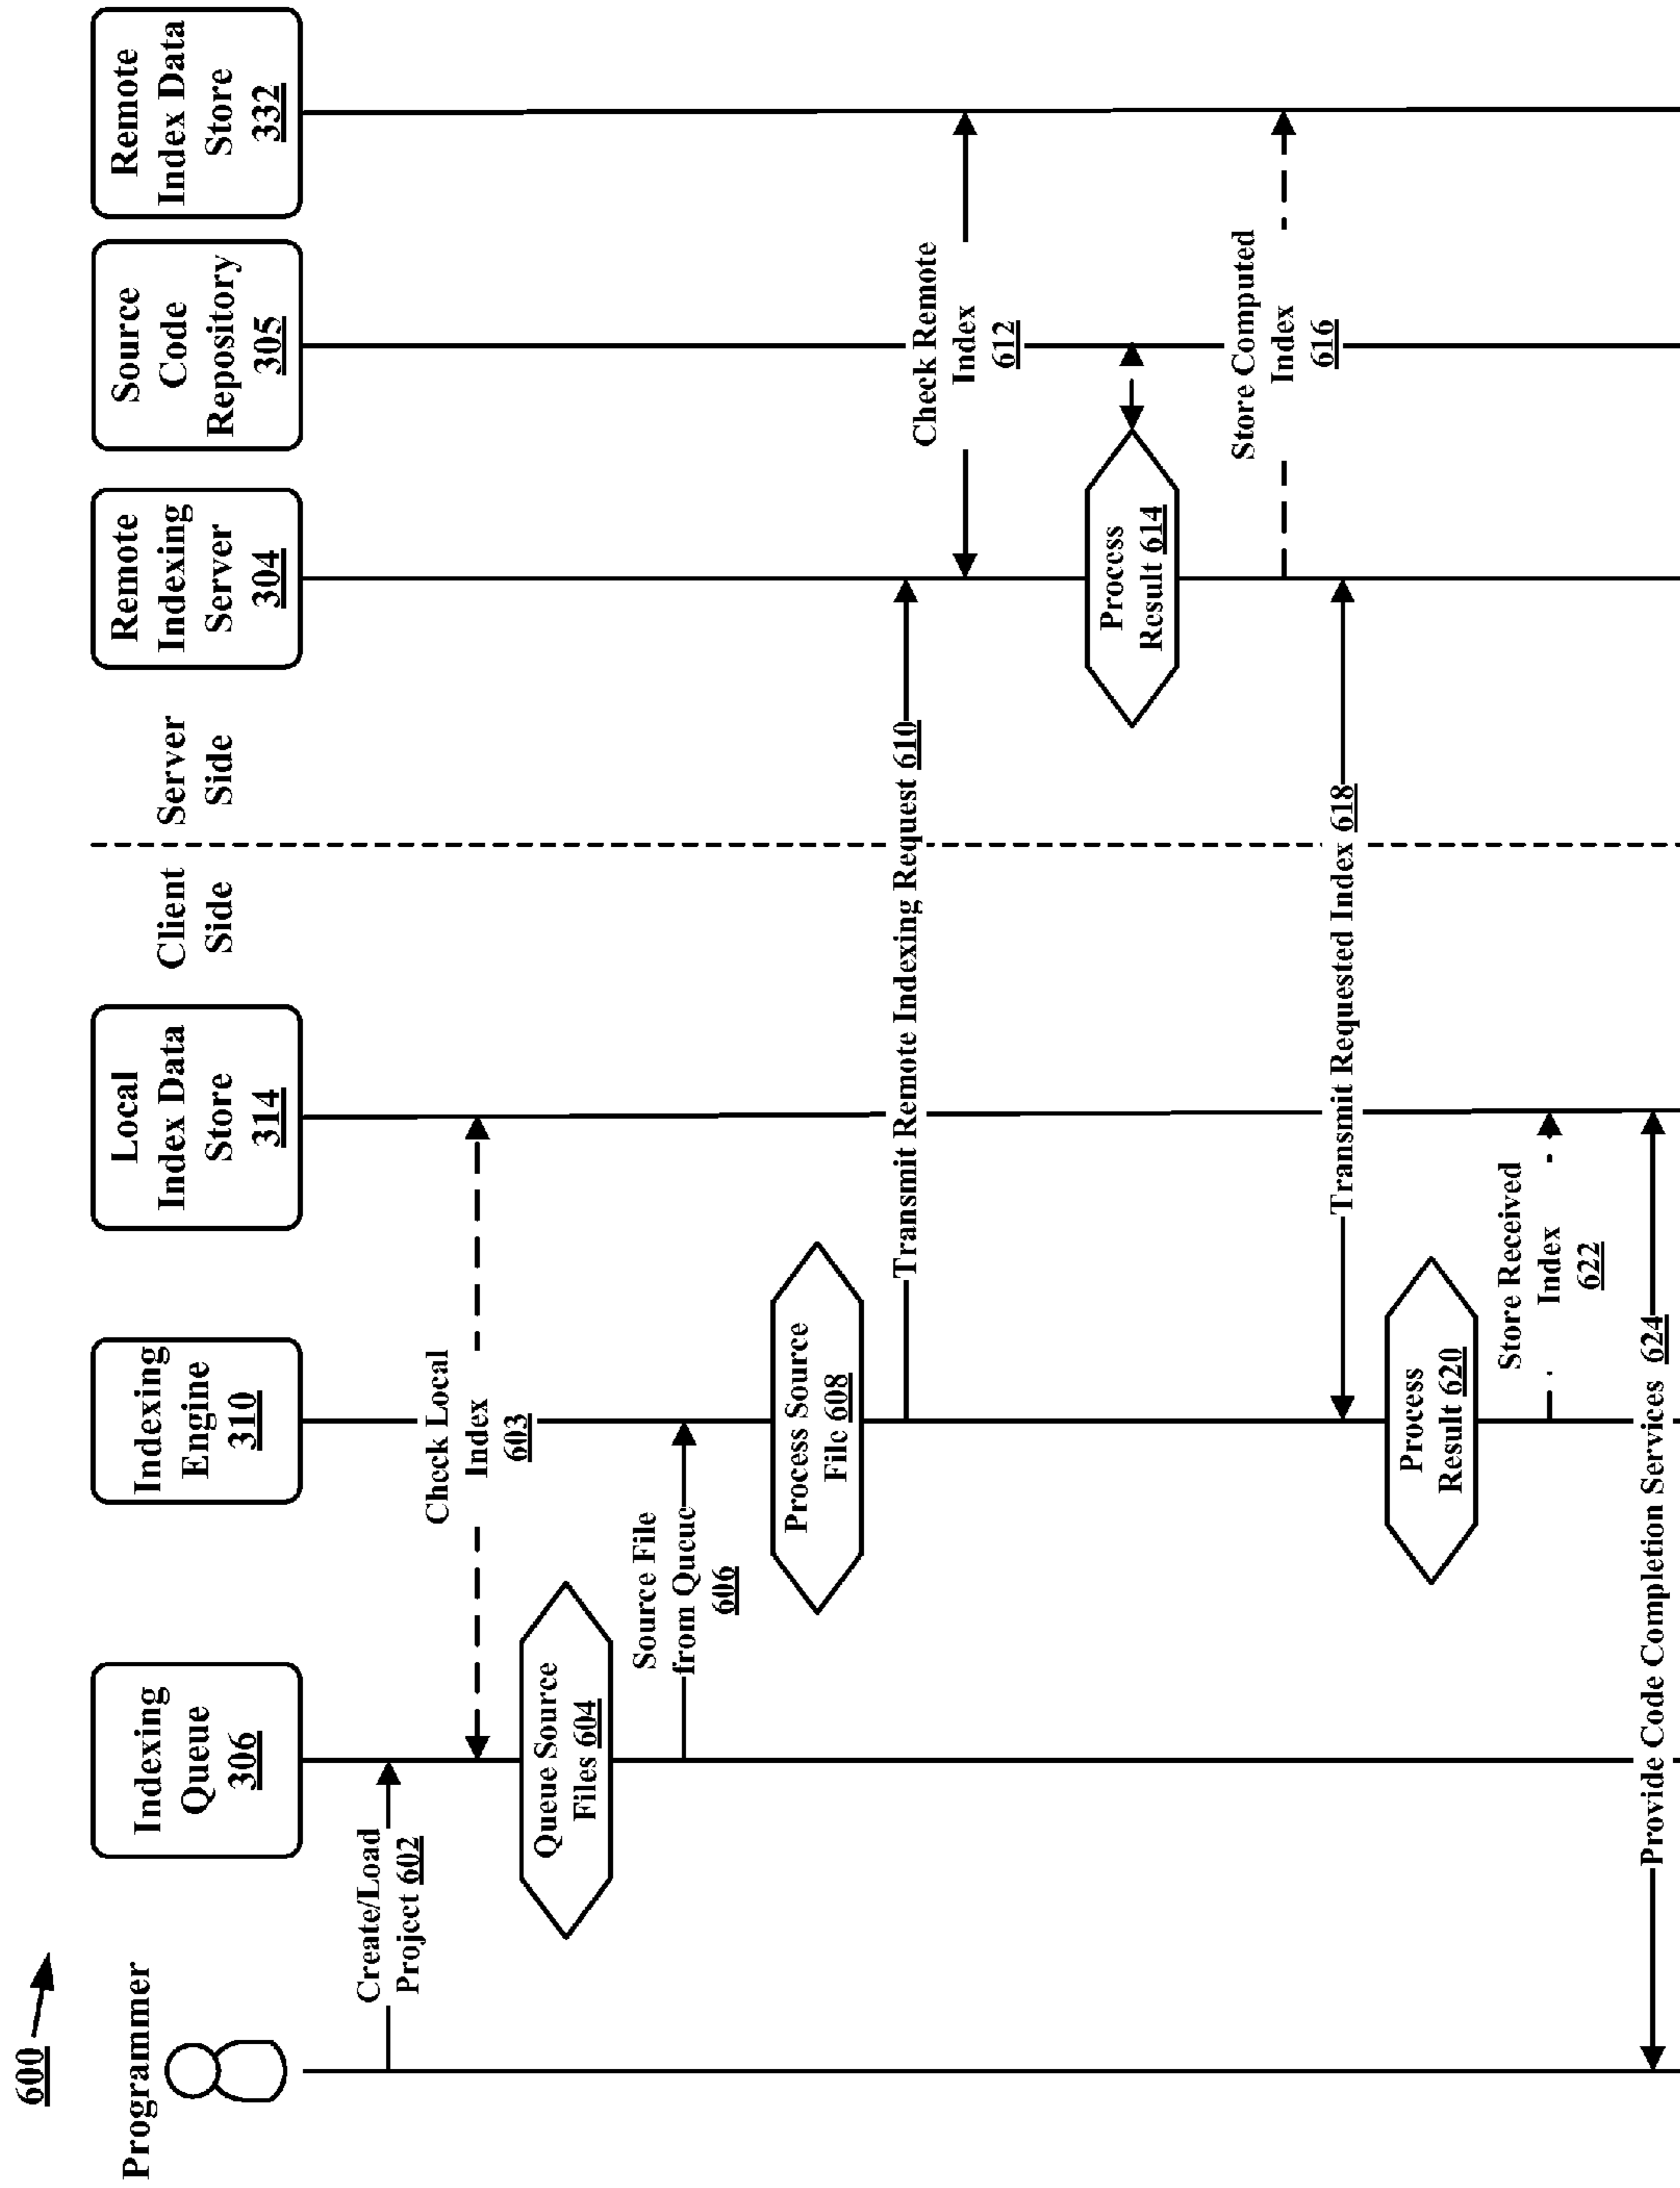 600
Programmer
Indexing
Queue
306
Indexing
Engine
310
Local
Index Data
Store
314
Client
Side
Server
Side
Remote
Indexing
Server
304
Source
Code
Repository
305
Remote
Index Data
Store
332
Create/Load
Project 602
Check Local
Index
603
Queue Source
Files 604
Source File
from Queue
606
Process Source
File 608
Transmit Remote Indexing Request 610
Check Remote
Index
612
Process
Result 614
Store Computed
Index
616
Transmit Requested Index 618
Process
Result 620
Store Received
Index
622
Provide Code Completion Services 624